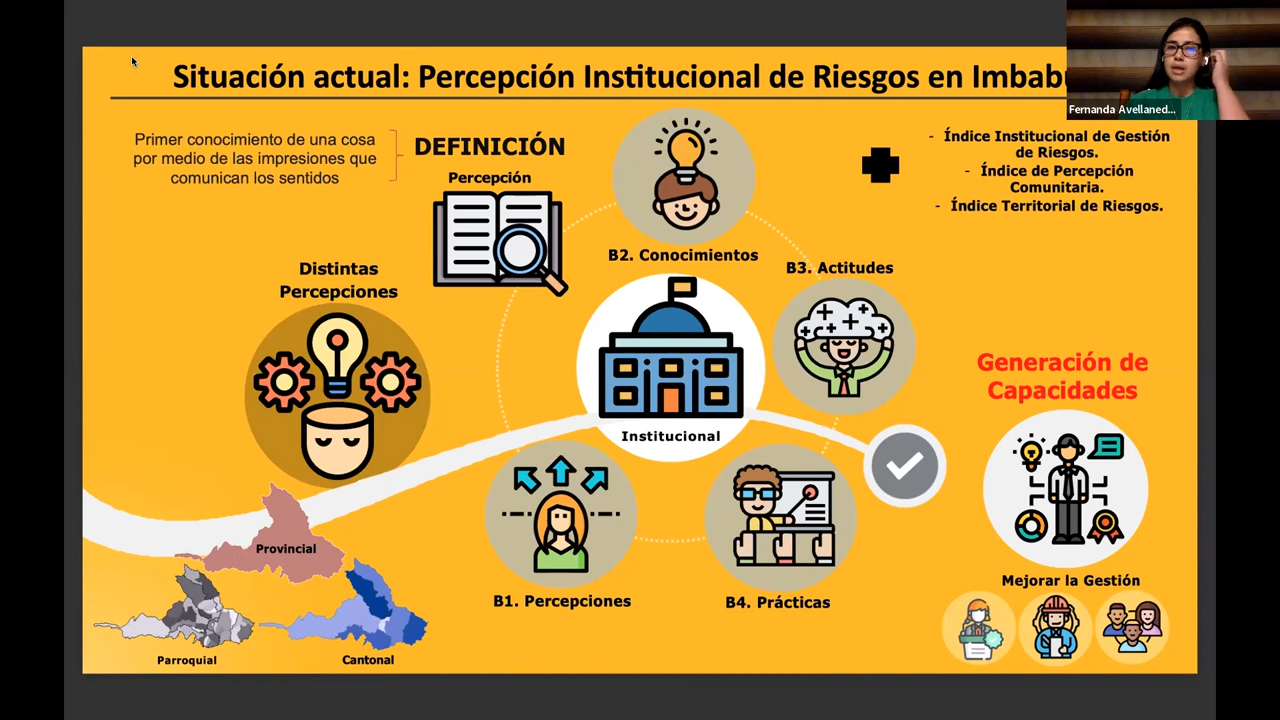 Situación actual: Percepción Institucional de Riesgos en Imbab
Fernanda Avellaned...
Primer conocimiento de una cosa
por medio de las impresiones que
comunican los sentidos
DEFINICIÓN
Percepción
- Índice Institucional de Gestión
de Riesgos.
- Índice de Percepción
Comunitaria.
- Índice Territorial de Riesgos.
B2. Conocimientos
B3. Actitudes
Distintas
Percepciones
Generación de
Capacidades
Institucional
Provincial
Mejorar la Gestión
B1. Percepciones
B4. Prácticas
Parroquial
Cantonal